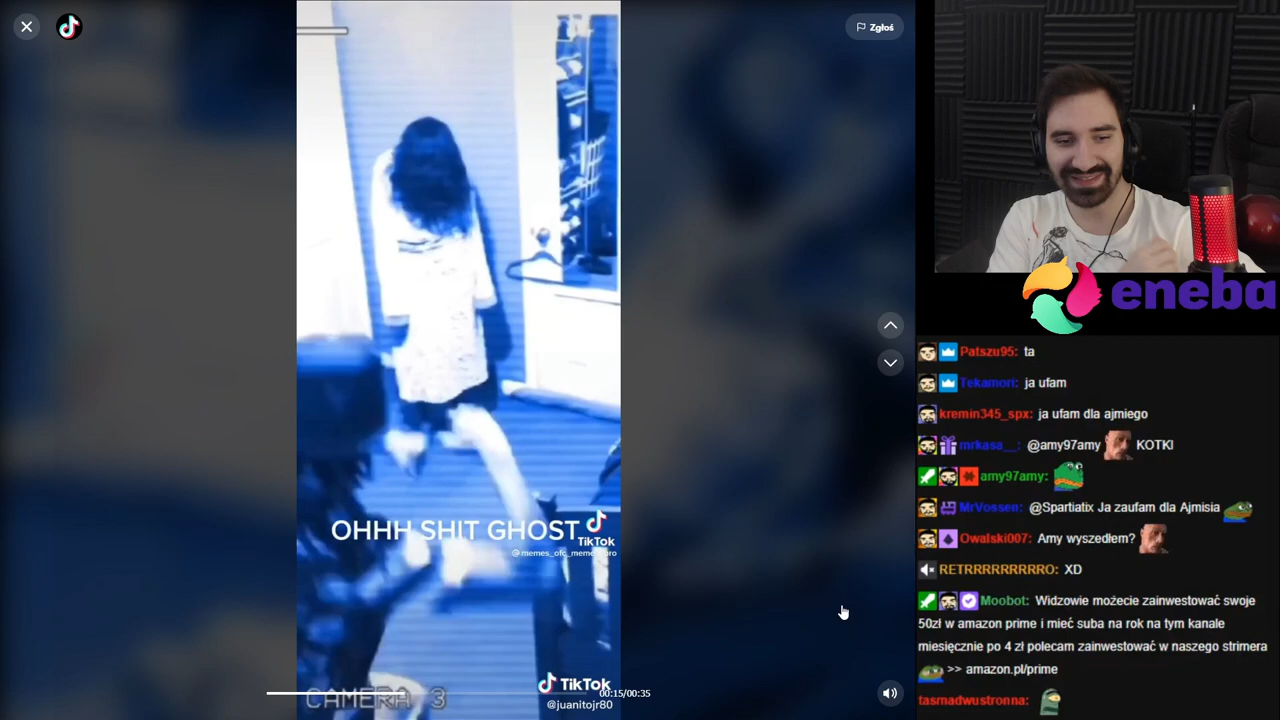 Zgłoś
OHHH SHIT GHOST
TikTok
CAMERA 3
TikTok
@juanitojr80
00:15/00:35
eneba
Patszu95: ta
Tekamori: ja ufam
kremin345_spx: ja ufam dla ajmiego
mrkasa__: @amy97amy KOTKI
amy97amy:
MrVossen: @Spartiatix Ja zaufam dla Ajmisia
Owalski007: Amy wyszedłem?
RETRRRRRRRRRO: XD
Moobot: Widzowie możecie zainwestować swoje
50zł w amazon prime i mieć suba na rok na tym kanale
miesięcznie po 4 zł polecam zainwestować w naszego strimera
>> amazon.pl/prime
tasmadwustronna: